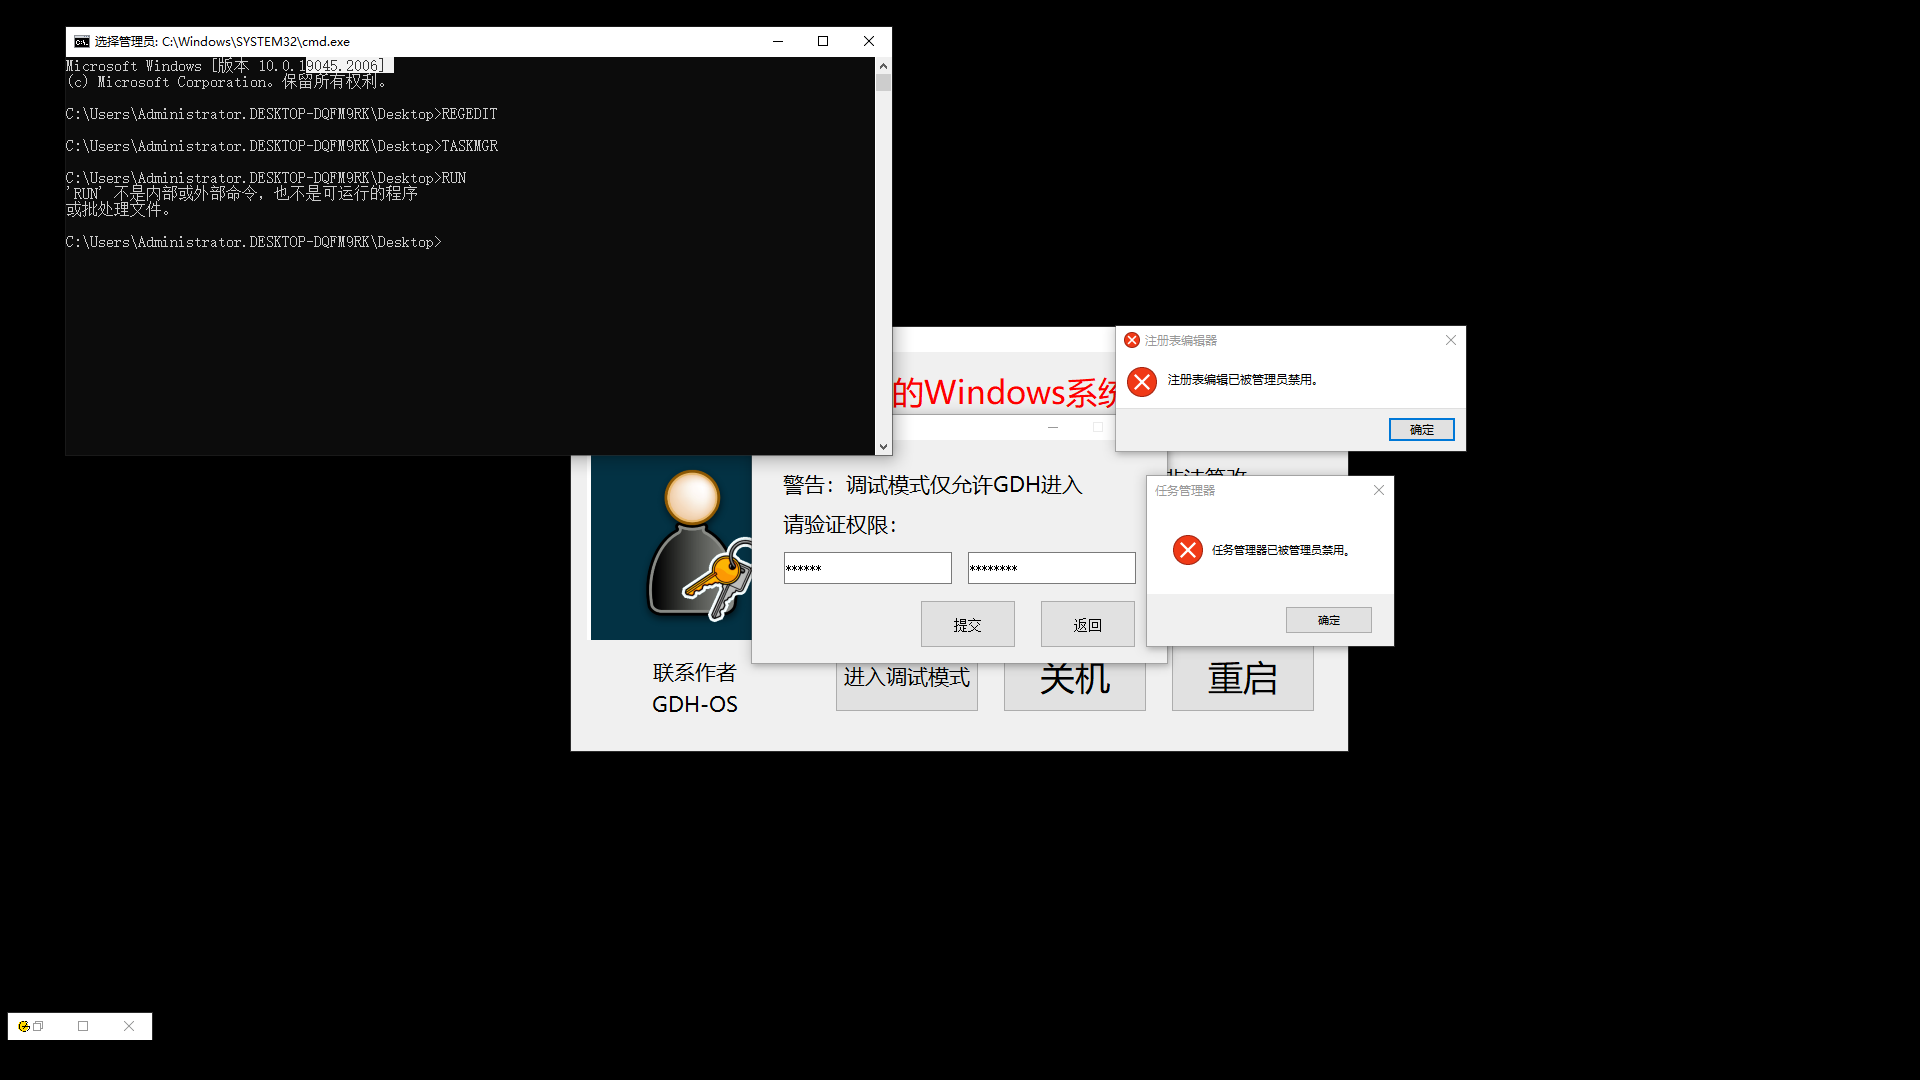 选择管理员: C:\Windows\SYSTEM32\cmd.exe
Microsoft Windows [版本 10.0.19045.2006]
(c) Microsoft Corporation。保留所有权利。
C:\Users\Administrator.DESKTOP-DQFM9RK\Desktop>REGEDIT
C:\Users\Administrator.DESKTOP-DQFM9RK\Desktop>TASKMGR
C:\Users\Administrator.DESKTOP-DQFM9RK\Desktop>RUN
'RUN' 不是内部或外部命令，也不是可运行的程序
或批处理文件。
C:\Users\Administrator.DESKTOP-DQFM9RK\Desktop>
的Windows系统
注册表编辑器
注册表编辑已被管理员禁用。
确定
警告：调试模式仅允许GDH进入
请验证权限：
******
********
提交
返回
任务管理器
任务管理器已被管理员禁用。
确定
联系作者
GDH-OS
进入调试模式
关机
重启